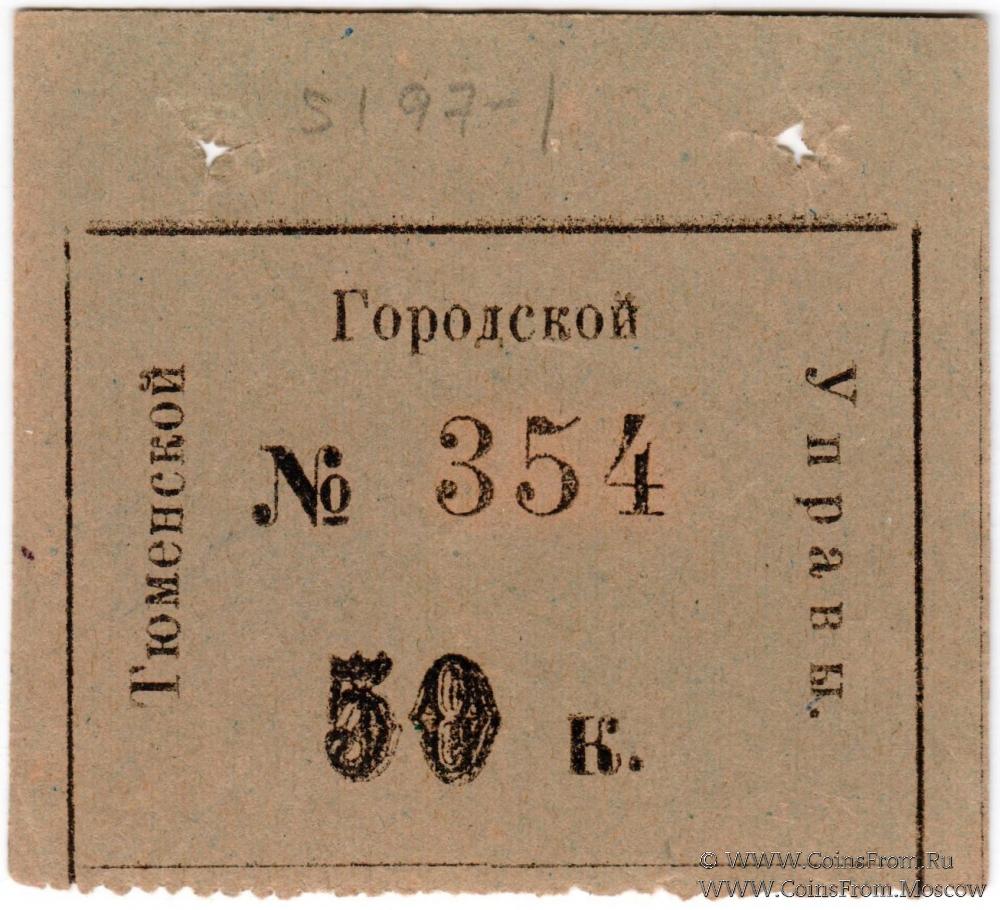 5197-1
Тюменской
Городской
Управы.
№ 354
50 к.
© WWW.CoinsFrom.Ru
WWW.CoinsFrom.Moscow